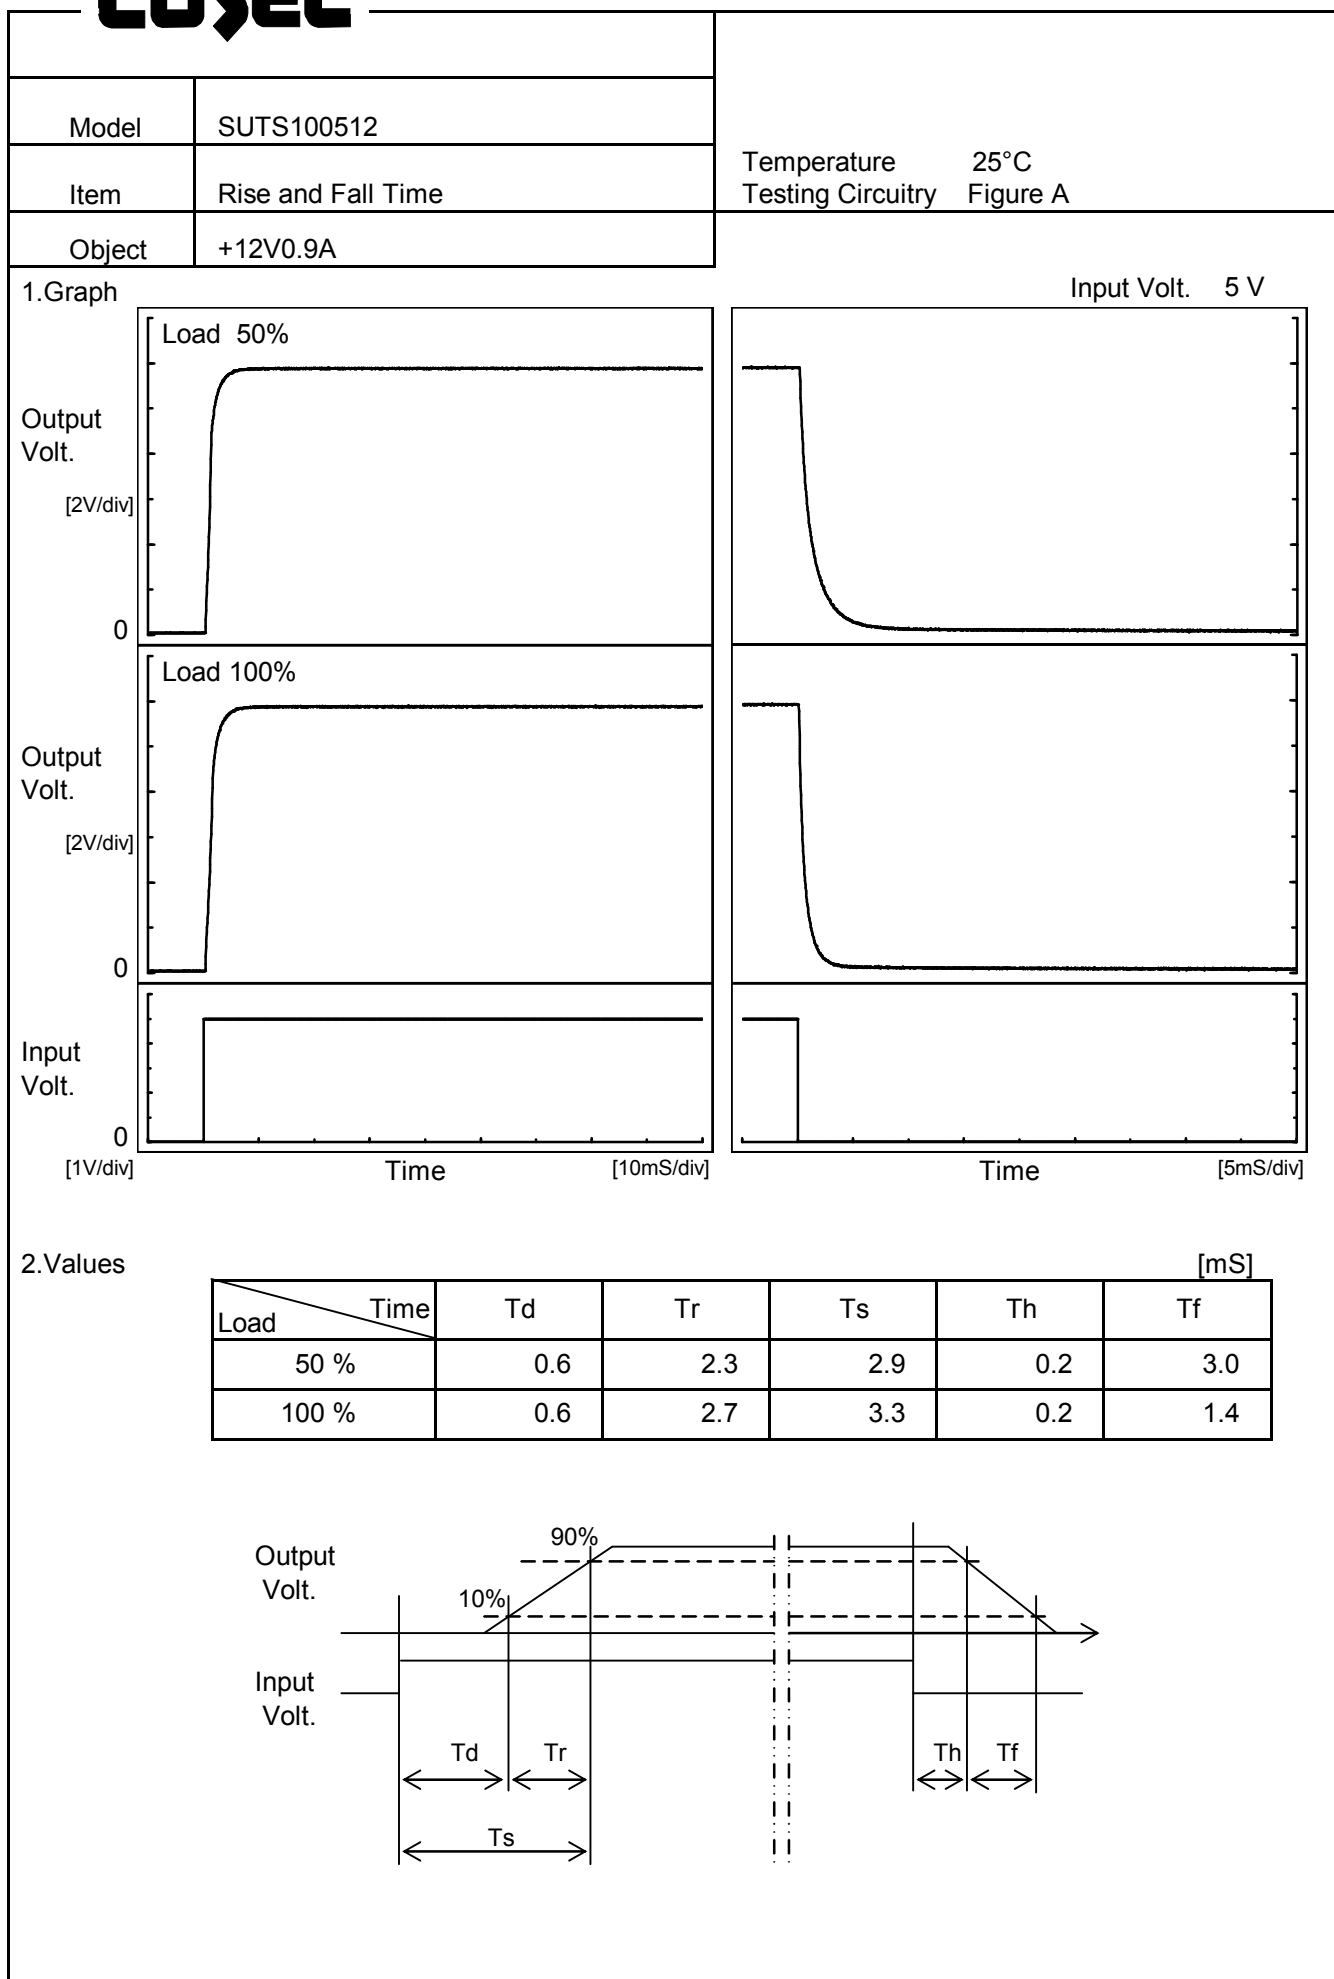 COSEL
Model SUTS100512
Item Rise and Fall Time
Temperature 25°C
Testing Circuitry Figure A
Object +12V0.9A
1.Graph
Input Volt. 5 V
Load 50%
Output
Volt.
[2V/div]
0
Load 100%
Output
Volt.
[2V/div]
0
Input
Volt.
0
[1V/div] Time [10mS/div] Time [5mS/div]
2.Values [mS]
Time Td Tr Ts Th Tf
Load
50 % 0.6 2.3 2.9 0.2 3.0
100 % 0.6 2.7 3.3 0.2 1.4
90%
Output
Volt.
10%
Input
Volt.
Td Tr Th Tf
Ts